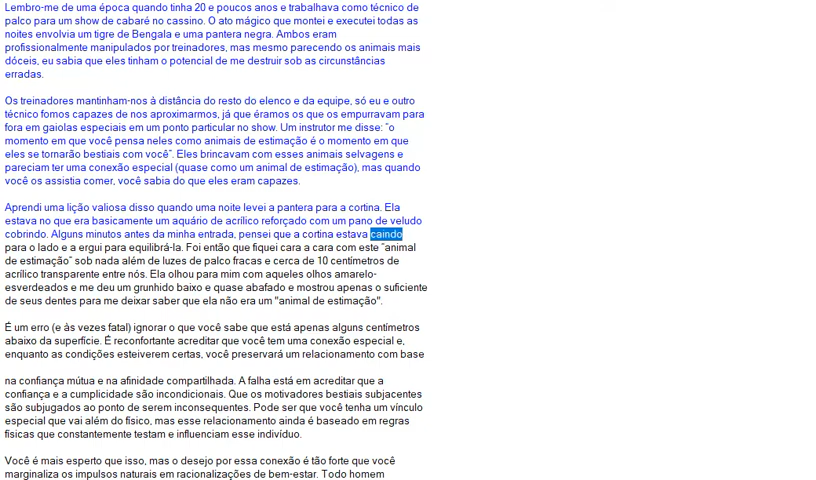 Lembro-me de uma época quando tinha 20 e poucos anos e trabalhava como técnico de
palco para um show de cabaré no cassino. O ato mágico que montei e executei todas as
noites envolvia um tigre de Bengala e uma pantera negra. Ambos eram
profissionalmente manipulados por treinadores, mas mesmo parecendo os animais mais
dóceis, eu sabia que eles tinham o potencial de me destruir sob as circunstâncias
erradas.
Os treinadores mantinham-nos à distância do resto do elenco e da equipe, só eu e outro
técnico fomos capazes de nos aproximarmos, já que éramos os que os empurravam para
fora em gaiolas especiais em um ponto particular no show. Um instrutor me disse: "o
momento em que você pensa neles como animais de estimação é o momento em que
eles se tornarão bestiais com você". Eles brincavam com esses animais selvagens e
pareciam ter uma conexão especial (quase como um animal de estimação), mas quando
você os assistia comer, você sabia do que eles eram capazes.
Aprendi uma lição valiosa disso quando uma noite levei a pantera para a cortina. Ela
estava no que era basicamente um aquário de acrílico reforçado com um pano de veludo
cobrindo. Alguns minutos antes da minha entrada, pensei que a cortina estava caindo
para o lado e a ergui para equilibrá-la. Foi então que fiquei cara a cara com este "animal
de estimação" sob nada além de luzes de palco fracas e cerca de 10 centímetros de
acrílico transparente entre nós. Ela olhou para mim com aqueles olhos amarelo-
esverdeados e me deu um grunhido baixo e quase abafado e mostrou apenas o suficiente
de seus dentes para me deixar saber que ela não era um "animal de estimação".
É um erro (e às vezes fatal) ignorar o que você sabe que está apenas alguns centímetros
abaixo da superfície. É reconfortante acreditar que você tem uma conexão especial e,
enquanto as condições esteiverem certas, você preservará um relacionamento com base
na confiança mútua e na afinidade compartilhada. A falha está em acreditar que a
confiança e a cumplicidade são incondicionais. Que os motivadores bestiais subjacentes
são subjugados ao ponto de serem inconsequentes. Pode ser que você tenha um vínculo
especial que vai além do físico, mas esse relacionamento ainda é baseado em regras
físicas que constantemente testam e influenciam esse indivíduo.
Você é mais esperto que isso, mas o desejo por essa conexão é tão forte que você
marginaliza os impulsos naturais em racionalizações de bem-estar. Todo homem